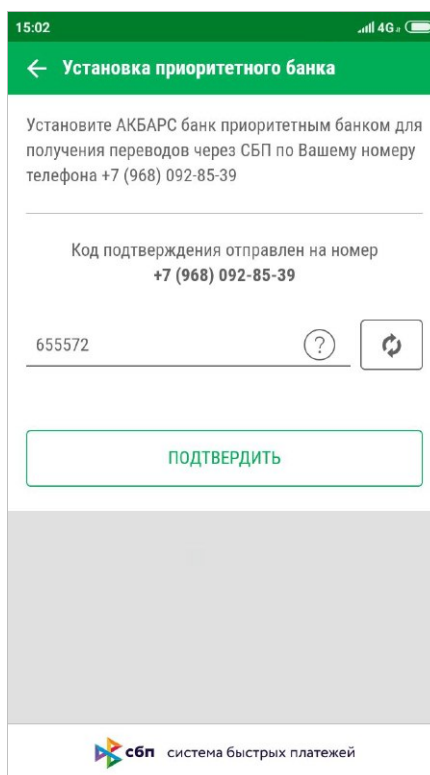 15:02 4G
Установка приоритетного банка
Установите АКБАРС банк приоритетным банком для
получения переводов через СБП по Вашему номеру
телефона +7 (968) 092-85-39
Код подтверждения отправлен на номер
+7 (968) 092-85-39
655572 ?
ПОДТВЕРДИТЬ
сбп система быстрых платежей